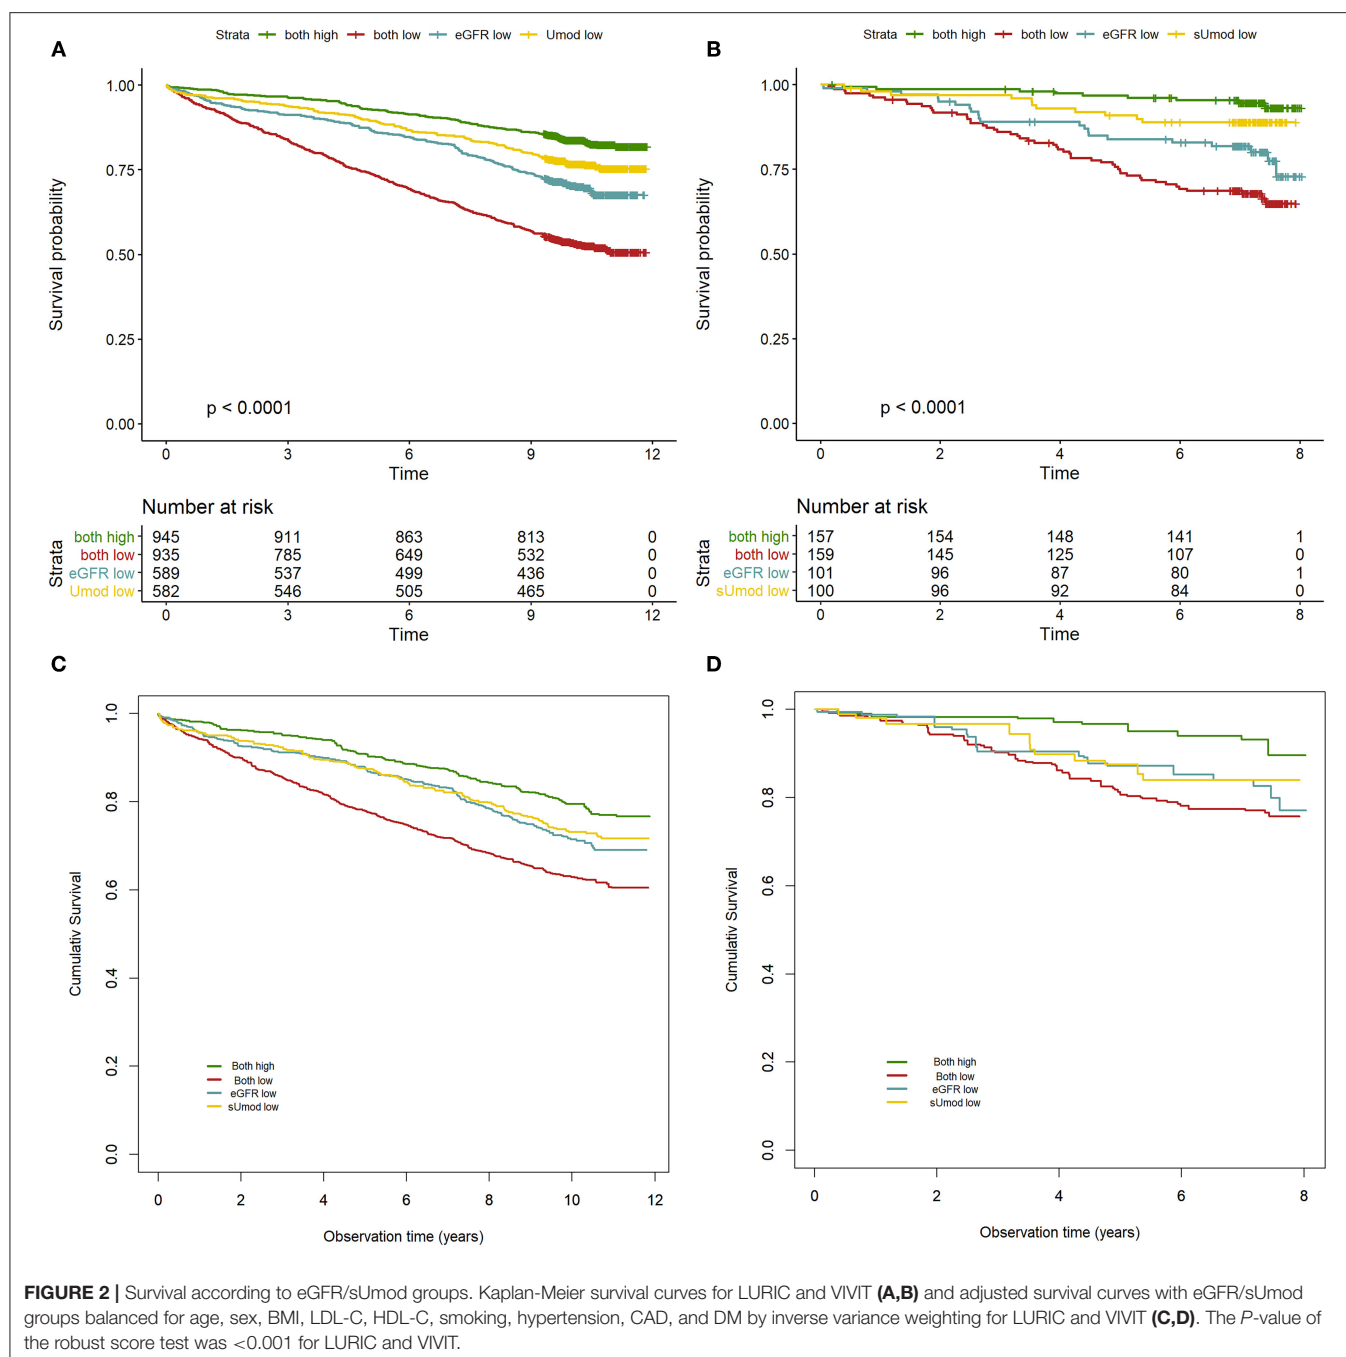 A
Strata both high both low eGFR low Umod low
1.00
0.75
0.50
0.25
0.00
Survival probability
p < 0.0001
0 3 6 9 12
Time
Number at risk
Strata
both high 945 911 863 813 0
both low 935 785 649 532 0
eGFR low 589 537 499 436 0
Umod low 582 546 505 465 0
0 3 6 9 12
Time
B
Strata both high both low eGFR low sUmod low
1.00
0.75
0.50
0.25
0.00
Survival probability
p < 0.0001
0 2 4 6 8
Time
Number at risk
Strata
both high 157 154 148 141 1
both low 159 145 125 107 0
eGFR low 101 96 87 80 1
sUmod low 100 96 92 84 0
0 2 4 6 8
Time
C
1.0
0.8
0.6
0.4
0.2
0.0
Cumulativ Survival
Both high
Both low
eGFR low
sUmod low
0 2 4 6 8 10 12
Observation time (years)
D
1.0
0.8
0.6
0.4
0.2
0.0
Cumulativ Survival
Both high
Both low
eGFR low
sUmod low
0 2 4 6 8
Observation time (years)
FIGURE 2 | Survival according to eGFR/sUmod groups. Kaplan-Meier survival curves for LURIC and VIVIT (A,B) and adjusted survival curves with eGFR/sUmod
groups balanced for age, sex, BMI, LDL-C, HDL-C, smoking, hypertension, CAD, and DM by inverse variance weighting for LURIC and VIVIT (C,D). The P-value of
the robust score test was <0.001 for LURIC and VIVIT.